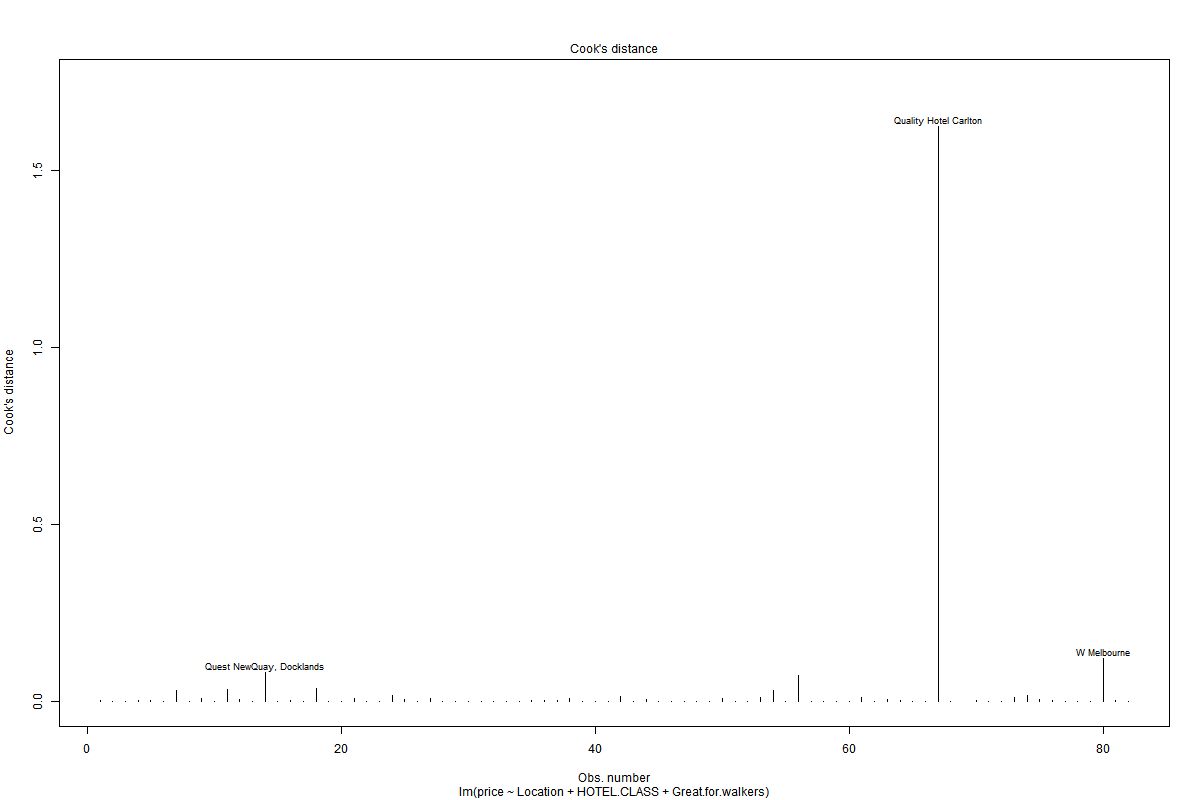 Cook's distance
Quality Hotel Carlton
1.5
1.0
Cook's distance
0.5
W Melbourne
Quest NewQuay, Docklands
0.0
0 20 40 60 80
Obs. number
lm(price ~ Location + HOTEL.CLASS + Great.for.walkers)